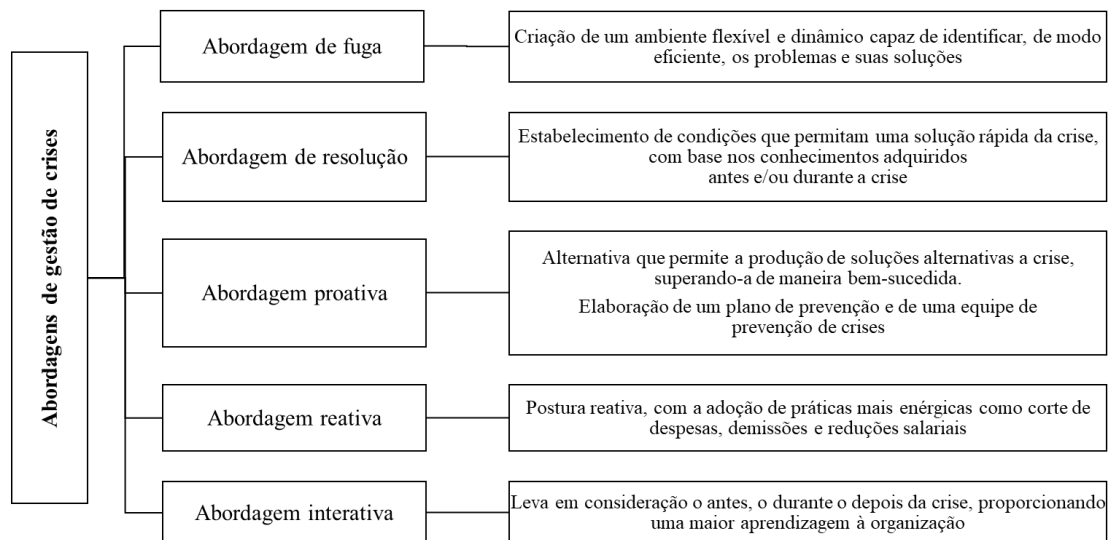 Abordagens de gestão de crises
Abordagem de fuga
Criação de um ambiente flexível e dinâmico capaz de identificar, de modo
eficiente, os problemas e suas soluções
Abordagem de resolução
Estabelecimento de condições que permitam uma solução rápida da crise,
com base nos conhecimentos adquiridos
antes e/ou durante a crise
Abordagem proativa
Alternativa que permite a produção de soluções alternativas a crise,
superando-a de maneira bem-sucedida.
Elaboração de um plano de prevenção e de uma equipe de
prevenção de crises
Abordagem reativa
Postura reativa, com a adoção de práticas mais enérgicas como corte de
despesas, demissões e reduções salariais
Abordagem interativa
Leva em consideração o antes, o durante o depois da crise, proporcionando
uma maior aprendizagem à organização